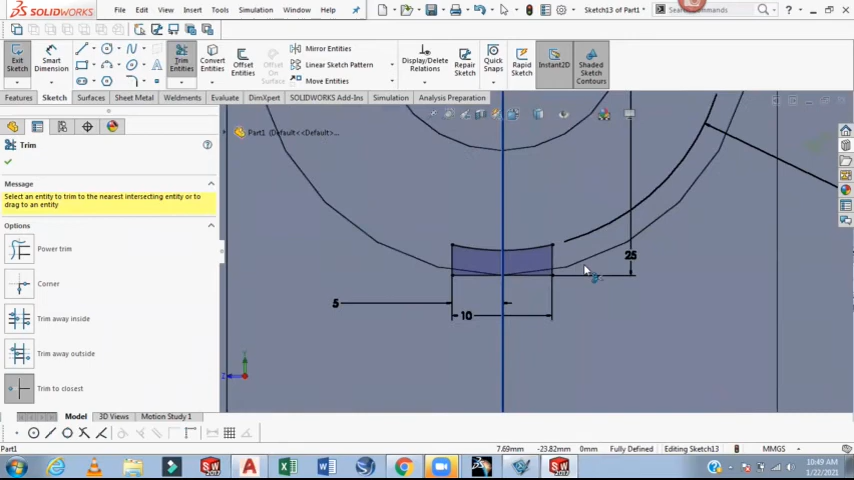 SOLIDWORKS File Edit View Insert Tools Simulation Window Help Sketch13 of Part1 * Search Commands
Exit Sketch Smart Dimension Trim Entities Convert Entities Offset Entities Offset On Surface Mirror Entities Linear Sketch Pattern Move Entities Display/Delete Relations Repair Sketch Quick Snaps Rapid Sketch Instant2D Shaded Sketch Contours
Features Sketch Surfaces Sheet Metal Weldments Evaluate DimXpert SOLIDWORKS Add-Ins Simulation Analysis Preparation
Part1 (Default<<Default>...
Trim
Message
Select an entity to trim to the nearest intersecting entity or to
drag to an entity
Options
Power trim
Corner
Trim away inside
Trim away outside
Trim to closest
25
5
10
Y
Z
Model 3D Views Motion Study 1
Part1 7.69mm -23.82mm 0mm Fully Defined Editing Sketch13 MMGS
10:49 AM
1/22/2021